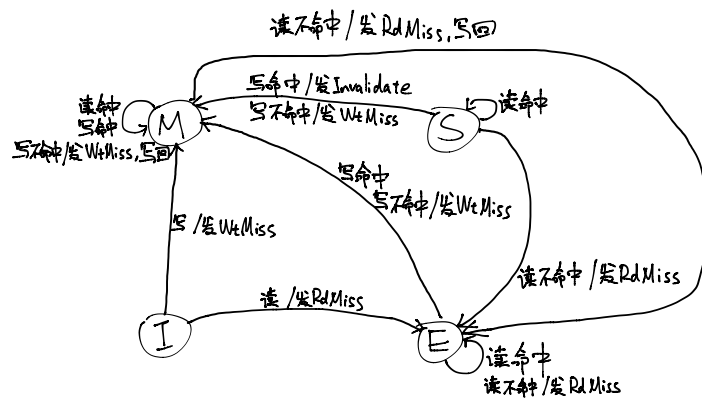 读不命中/发RdMiss,写回
写命中/发Invalidate
读命中
写命中
M
写不命中/发WtMiss
S
读命中
写不命中/发WtMiss,写回
写命中
写不命中/发WtMiss
写/发WtMiss
读不命中/发RdMiss
读/发RdMiss
I
E
读命中
读不命中/发RdMiss